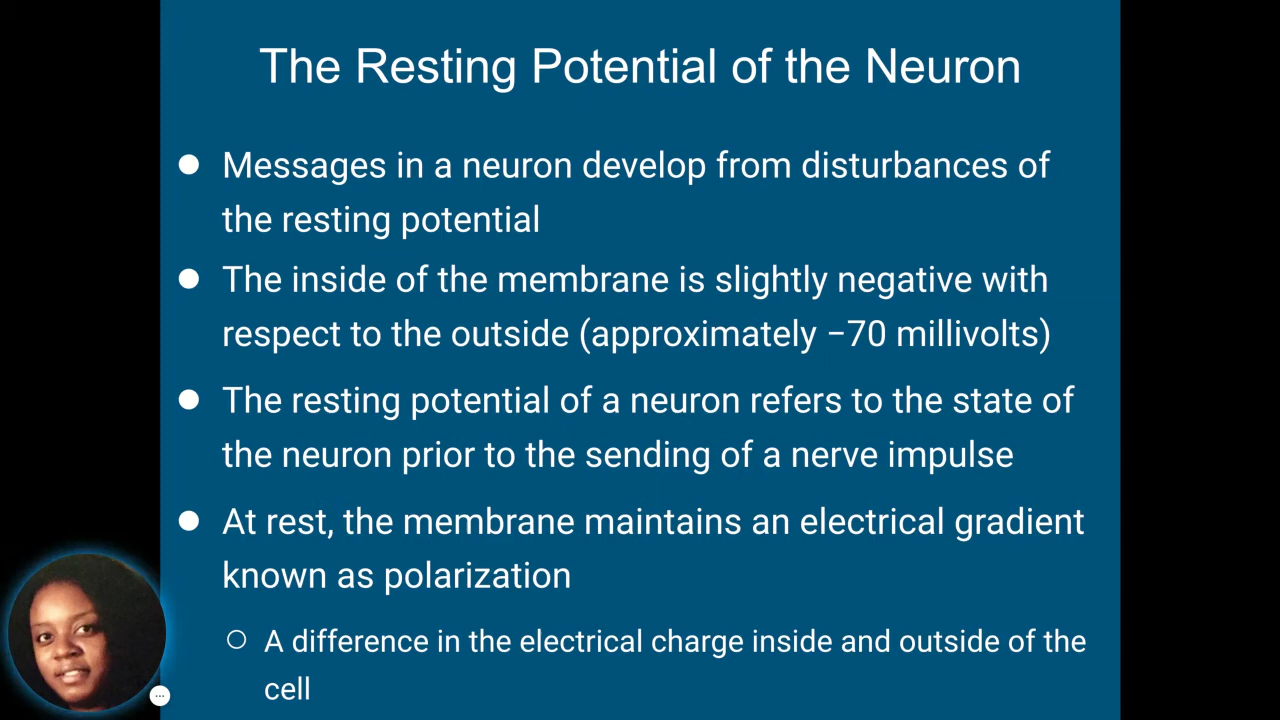 The Resting Potential of the Neuron
● Messages in a neuron develop from disturbances of
the resting potential
● The inside of the membrane is slightly negative with
respect to the outside (approximately −70 millivolts)
● The resting potential of a neuron refers to the state of
the neuron prior to the sending of a nerve impulse
● At rest, the membrane maintains an electrical gradient
known as polarization
○ A difference in the electrical charge inside and outside of the
cell